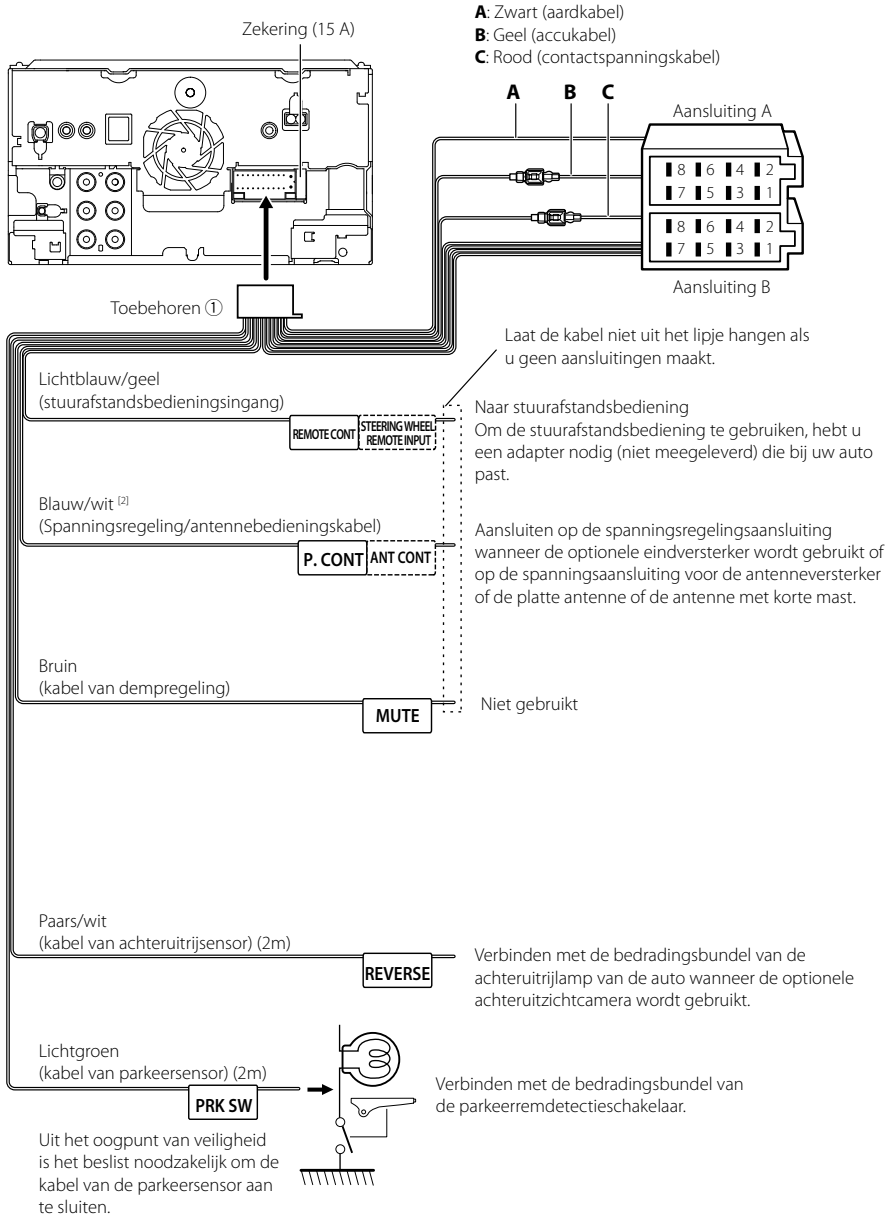 Zekering (15 A)
A: Zwart (aardkabel)
B: Geel (accukabel)
C: Rood (contactspanningskabel)
A B C
Aansluiting A
8 6 4 2
7 5 3 1
8 6 4 2
7 5 3 1
Aansluiting B
Toebehoren ①
Laat de kabel niet uit het lipje hangen als
u geen aansluitingen maakt.
Lichtblauw/geel
(stuurafstandsbedieningsingang)
REMOTE CONT
STEERING WHEEL
REMOTE INPUT
Naar stuurafstandsbediening
Om de stuurafstandsbediening te gebruiken, hebt u
een adapter nodig (niet meegeleverd) die bij uw auto
past.
Blauw/wit [2]
(Spanningsregeling/antennebedieningskabel)
P. CONT
ANT CONT
Aansluiten op de spanningsregelingsaansluiting
wanneer de optionele eindversterker wordt gebruikt of
op de spanningsaansluiting voor de antenneversterker
of de platte antenne of de antenne met korte mast.
Bruin
(kabel van dempregeling)
MUTE
Niet gebruikt
Paars/wit
(kabel van achteruitrijsensor) (2m)
REVERSE
Verbinden met de bedradingsbundel van de
achteruitrijlamp van de auto wanneer de optionele
achteruitzichtcamera wordt gebruikt.
Lichtgroen
(kabel van parkeersensor) (2m)
PRK SW
Verbinden met de bedradingsbundel van
de parkeerremdetectieschakelaar.
Uit het oogpunt van veiligheid
is het beslist noodzakelijk om de
kabel van de parkeersensor aan
te sluiten.